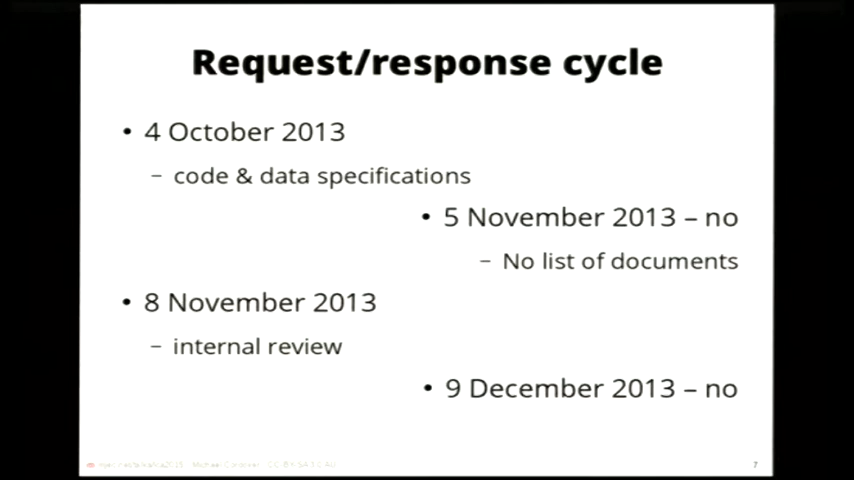 Request/response cycle
• 4 October 2013
– code & data specifications
• 5 November 2013 – no
– No list of documents
• 8 November 2013
– internal review
• 9 December 2013 – no
7